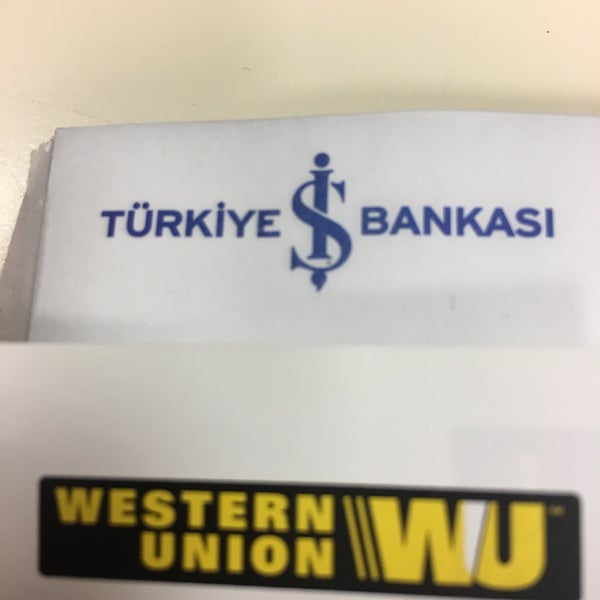 TÜRKİYE İŞ BANKASI
WESTERN
UNION WU